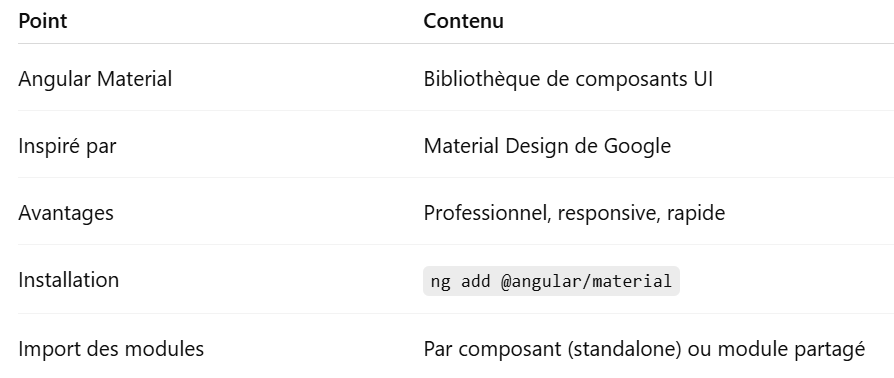 Point Contenu
Angular Material Bibliothèque de composants UI
Inspiré par Material Design de Google
Avantages Professionnel, responsive, rapide
Installation ng add @angular/material
Import des modules Par composant (standalone) ou module partagé